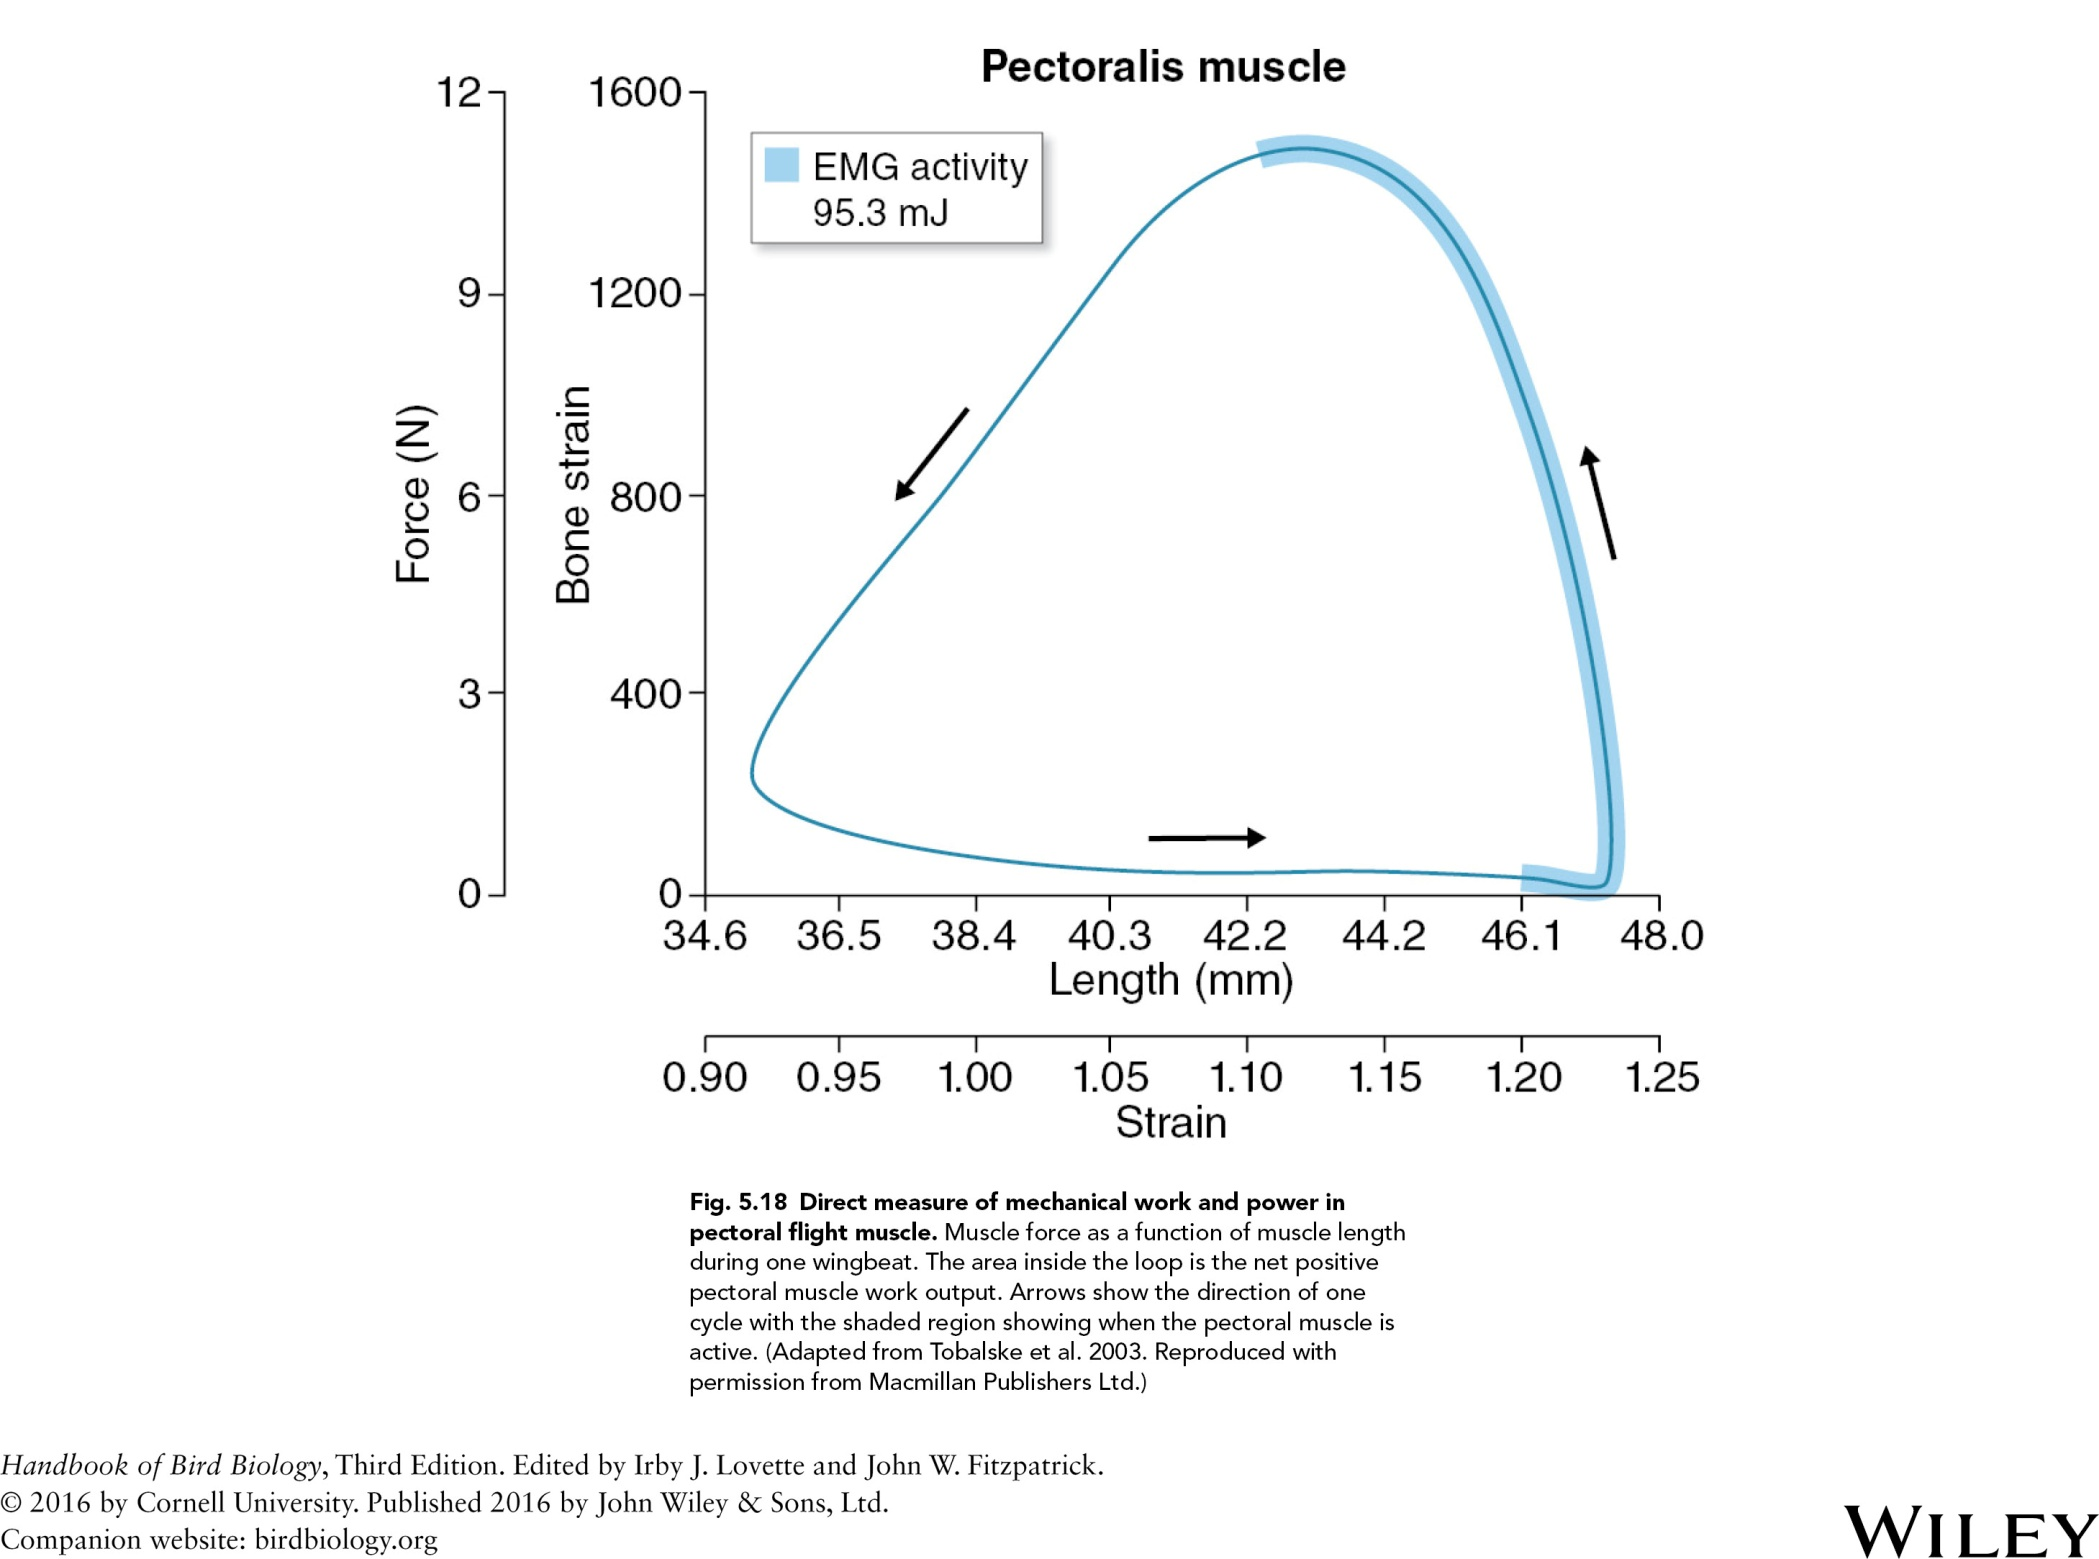 Pectoralis muscle
EMG activity
95.3 mJ
12
9
6
3
0
Force (N)
1600
1200
800
400
0
Bone strain
34.6 36.5 38.4 40.3 42.2 44.2 46.1 48.0
Length (mm)
0.90 0.95 1.00 1.05 1.10 1.15 1.20 1.25
Strain
Fig. 5.18 Direct measure of mechanical work and power in
pectoral flight muscle. Muscle force as a function of muscle length
during one wingbeat. The area inside the loop is the net positive
pectoral muscle work output. Arrows show the direction of one
cycle with the shaded region showing when the pectoral muscle is
active. (Adapted from Tobalske et al. 2003. Reproduced with
permission from Macmillan Publishers Ltd.)
Handbook of Bird Biology, Third Edition. Edited by Irby J. Lovette and John W. Fitzpatrick.
© 2016 by Cornell University. Published 2016 by John Wiley & Sons, Ltd.
Companion website: birdbiology.org
WILEY